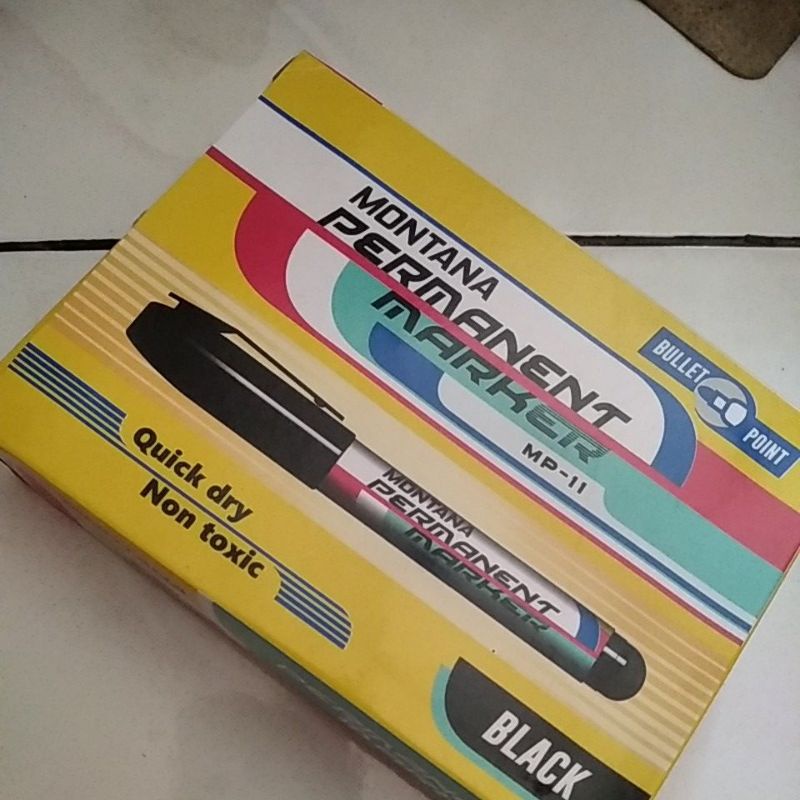 MONTANA
PERMANENT
MARKER
MP-11
BULLET
POINT
Quick dry
Non toxic
MONTANA
PERMANENT
MARKER
BLACK